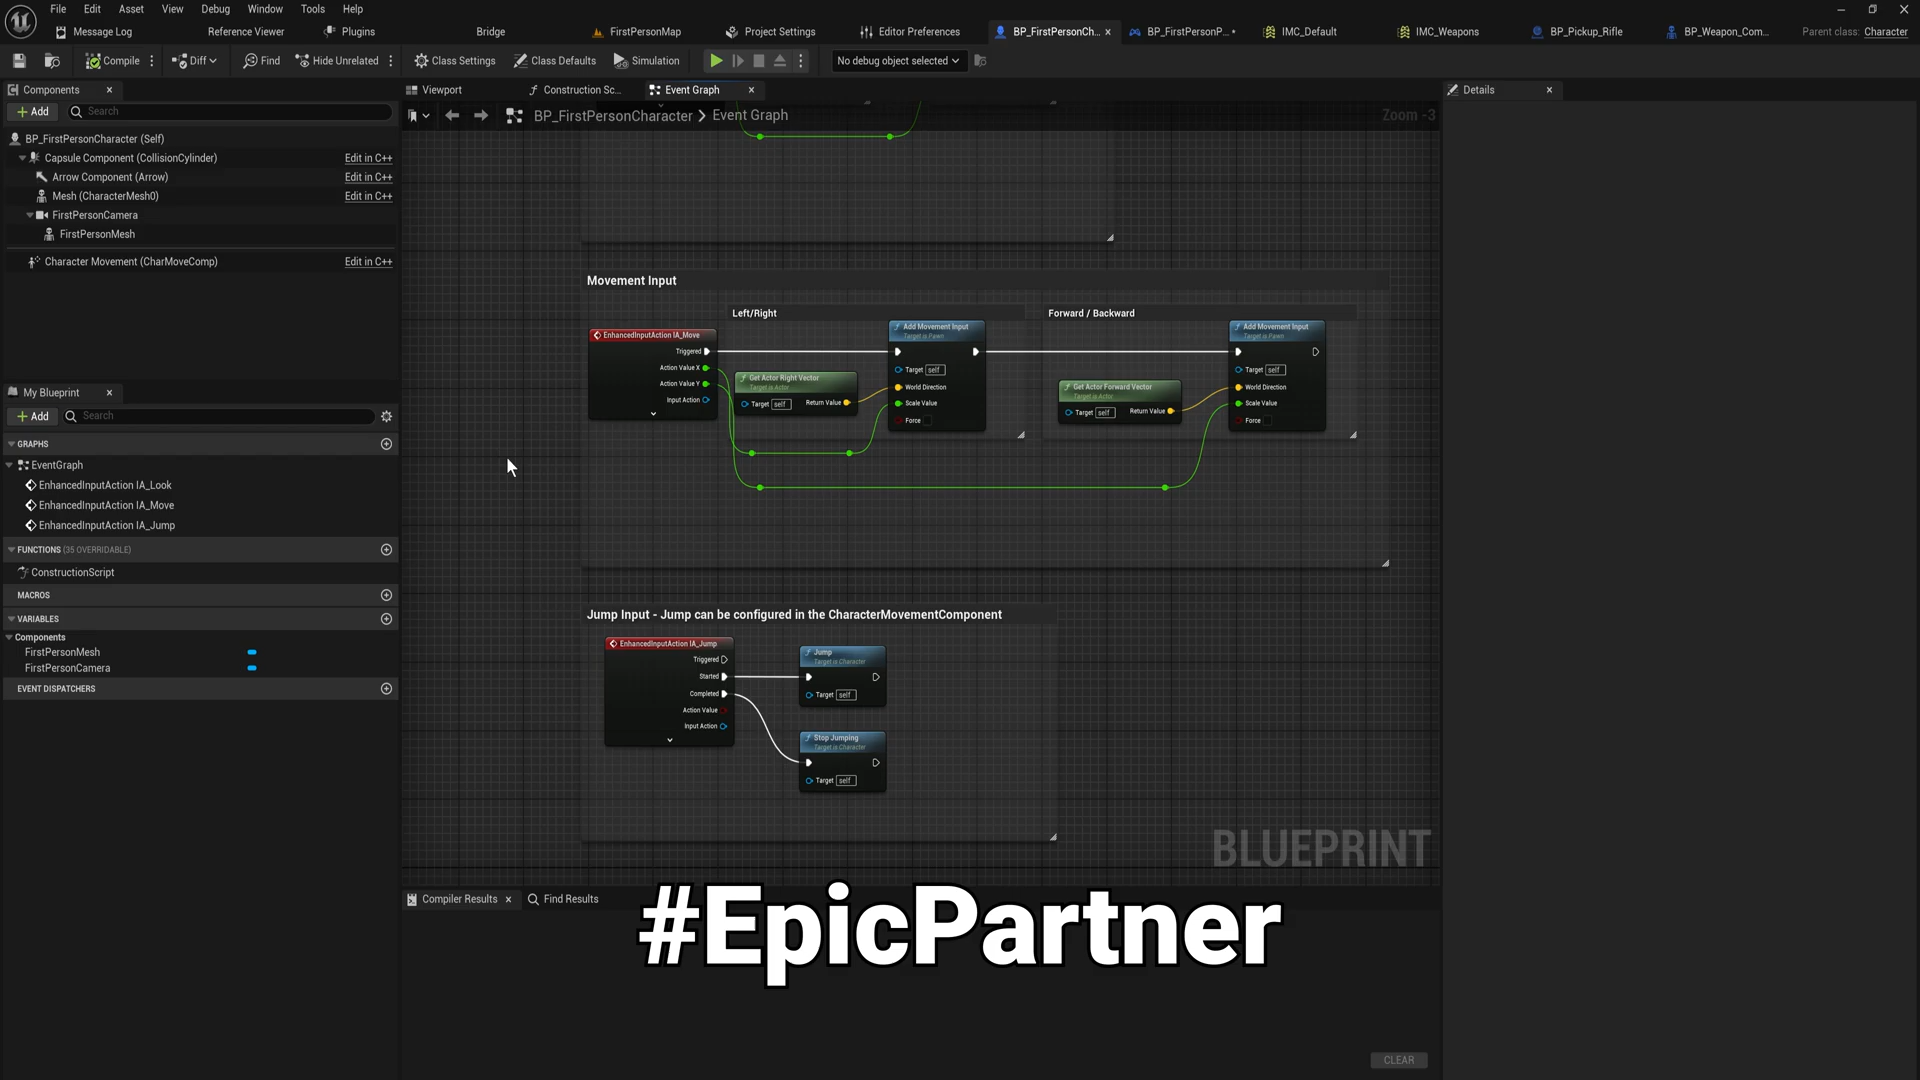 File Edit Asset View Debug Window Tools Help
Message Log Reference Viewer Plugins Bridge FirstPersonMap Project Settings Editor Preferences BP_FirstPersonCh... BP_FirstPersonP... IMC_Default IMC_Weapons BP_Pickup_Rifle BP_Weapon_Com... Parent class: Character
Compile Diff Find Hide Unrelated Class Settings Class Defaults Simulation No debug object selected
Components Viewport Construction Sc... Event Graph Details
Add Search
BP_FirstPersonCharacter > Event Graph Zoom -3
BP_FirstPersonCharacter (Self)
Capsule Component (CollisionCylinder) Edit in C++
Arrow Component (Arrow) Edit in C++
Mesh (CharacterMesh0) Edit in C++
FirstPersonCamera
FirstPersonMesh
Character Movement (CharMoveComp) Edit in C++
My Blueprint
Add Search
GRAPHS
EventGraph
EnhancedInputAction IA_Look
EnhancedInputAction IA_Move
EnhancedInputAction IA_Jump
FUNCTIONS (35 OVERRIDABLE)
ConstructionScript
MACROS
VARIABLES
Components
FirstPersonMesh
FirstPersonCamera
EVENT DISPATCHERS
Movement Input
Left/Right
Forward / Backward
EnhancedInputAction IA_Move
Triggered
Action Value X
Action Value Y
Input Action
Get Actor Right Vector
Target is Actor
Target self Return Value
Add Movement Input
Target is Pawn
Target self
World Direction
Scale Value
Force
Get Actor Forward Vector
Target is Actor
Target self Return Value
Add Movement Input
Target is Pawn
Target self
World Direction
Scale Value
Force
Jump Input - Jump can be configured in the CharacterMovementComponent
EnhancedInputAction IA_Jump
Triggered
Started
Completed
Action Value
Input Action
Jump
Target is Character
Target self
Stop Jumping
Target is Character
Target self
BLUEPRINT
Compiler Results Find Results
#EpicPartner
CLEAR